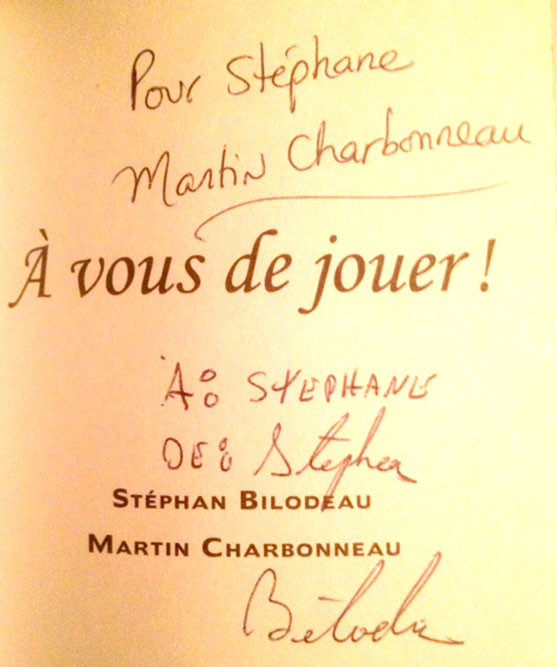 Pour Stéphane
Martin Charbonneau
À vous de jouer !
À: STEPHANE
DE: Stephan
STÉPHAN BILODEAU
MARTIN CHARBONNEAU
Bilodeau